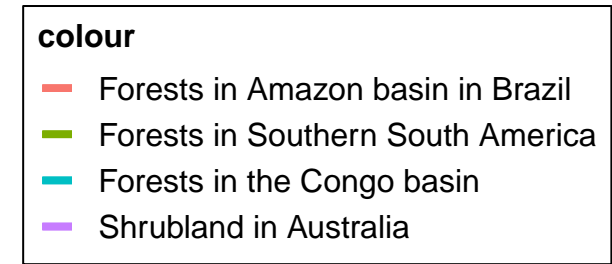 colour
Forests in Amazon basin in Brazil
Forests in Southern South America
Forests in the Congo basin
Shrubland in Australia